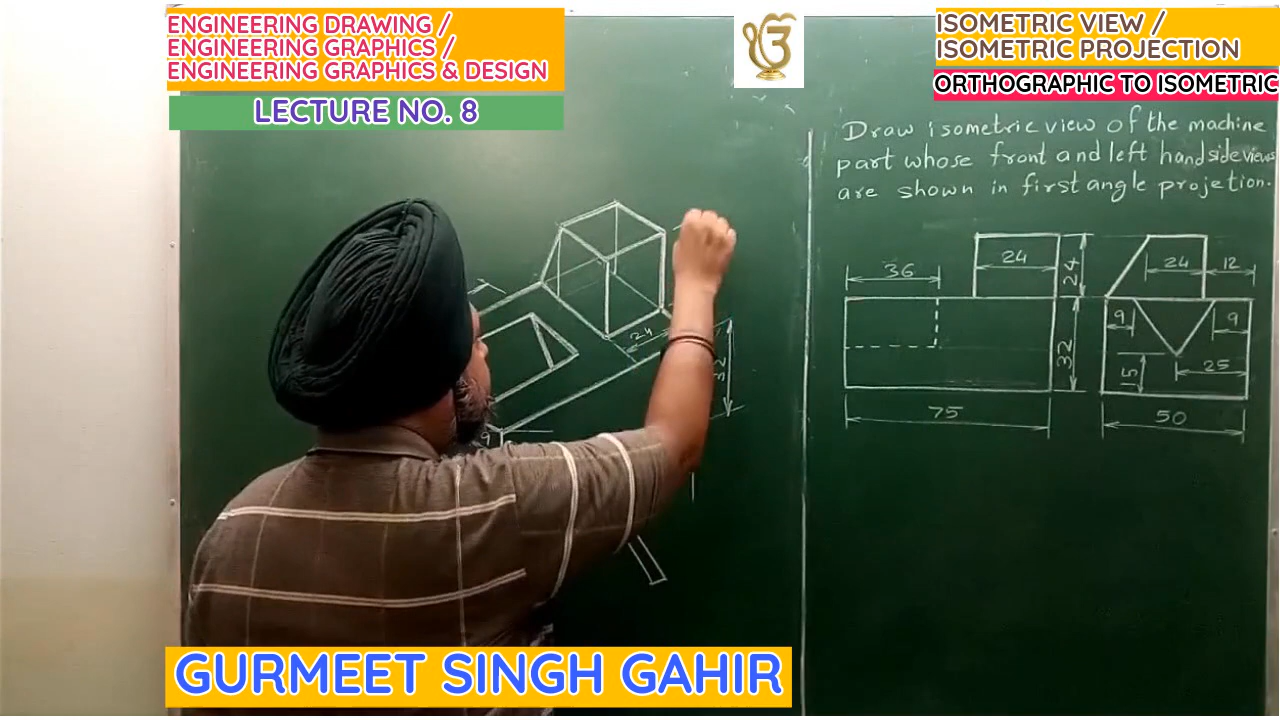 ENGINEERING DRAWING /
ENGINEERING GRAPHICS /
ENGINEERING GRAPHICS & DESIGN
LECTURE NO. 8
ੴ
ISOMETRIC VIEW /
ISOMETRIC PROJECTION
ORTHOGRAPHIC TO ISOMETRIC
Draw isometric view of the machine
part whose front and left hand side views
are shown in first angle projetion.
36
24
24
32
75
24
12
9
9
15
25
50
24
32
9
GURMEET SINGH GAHIR